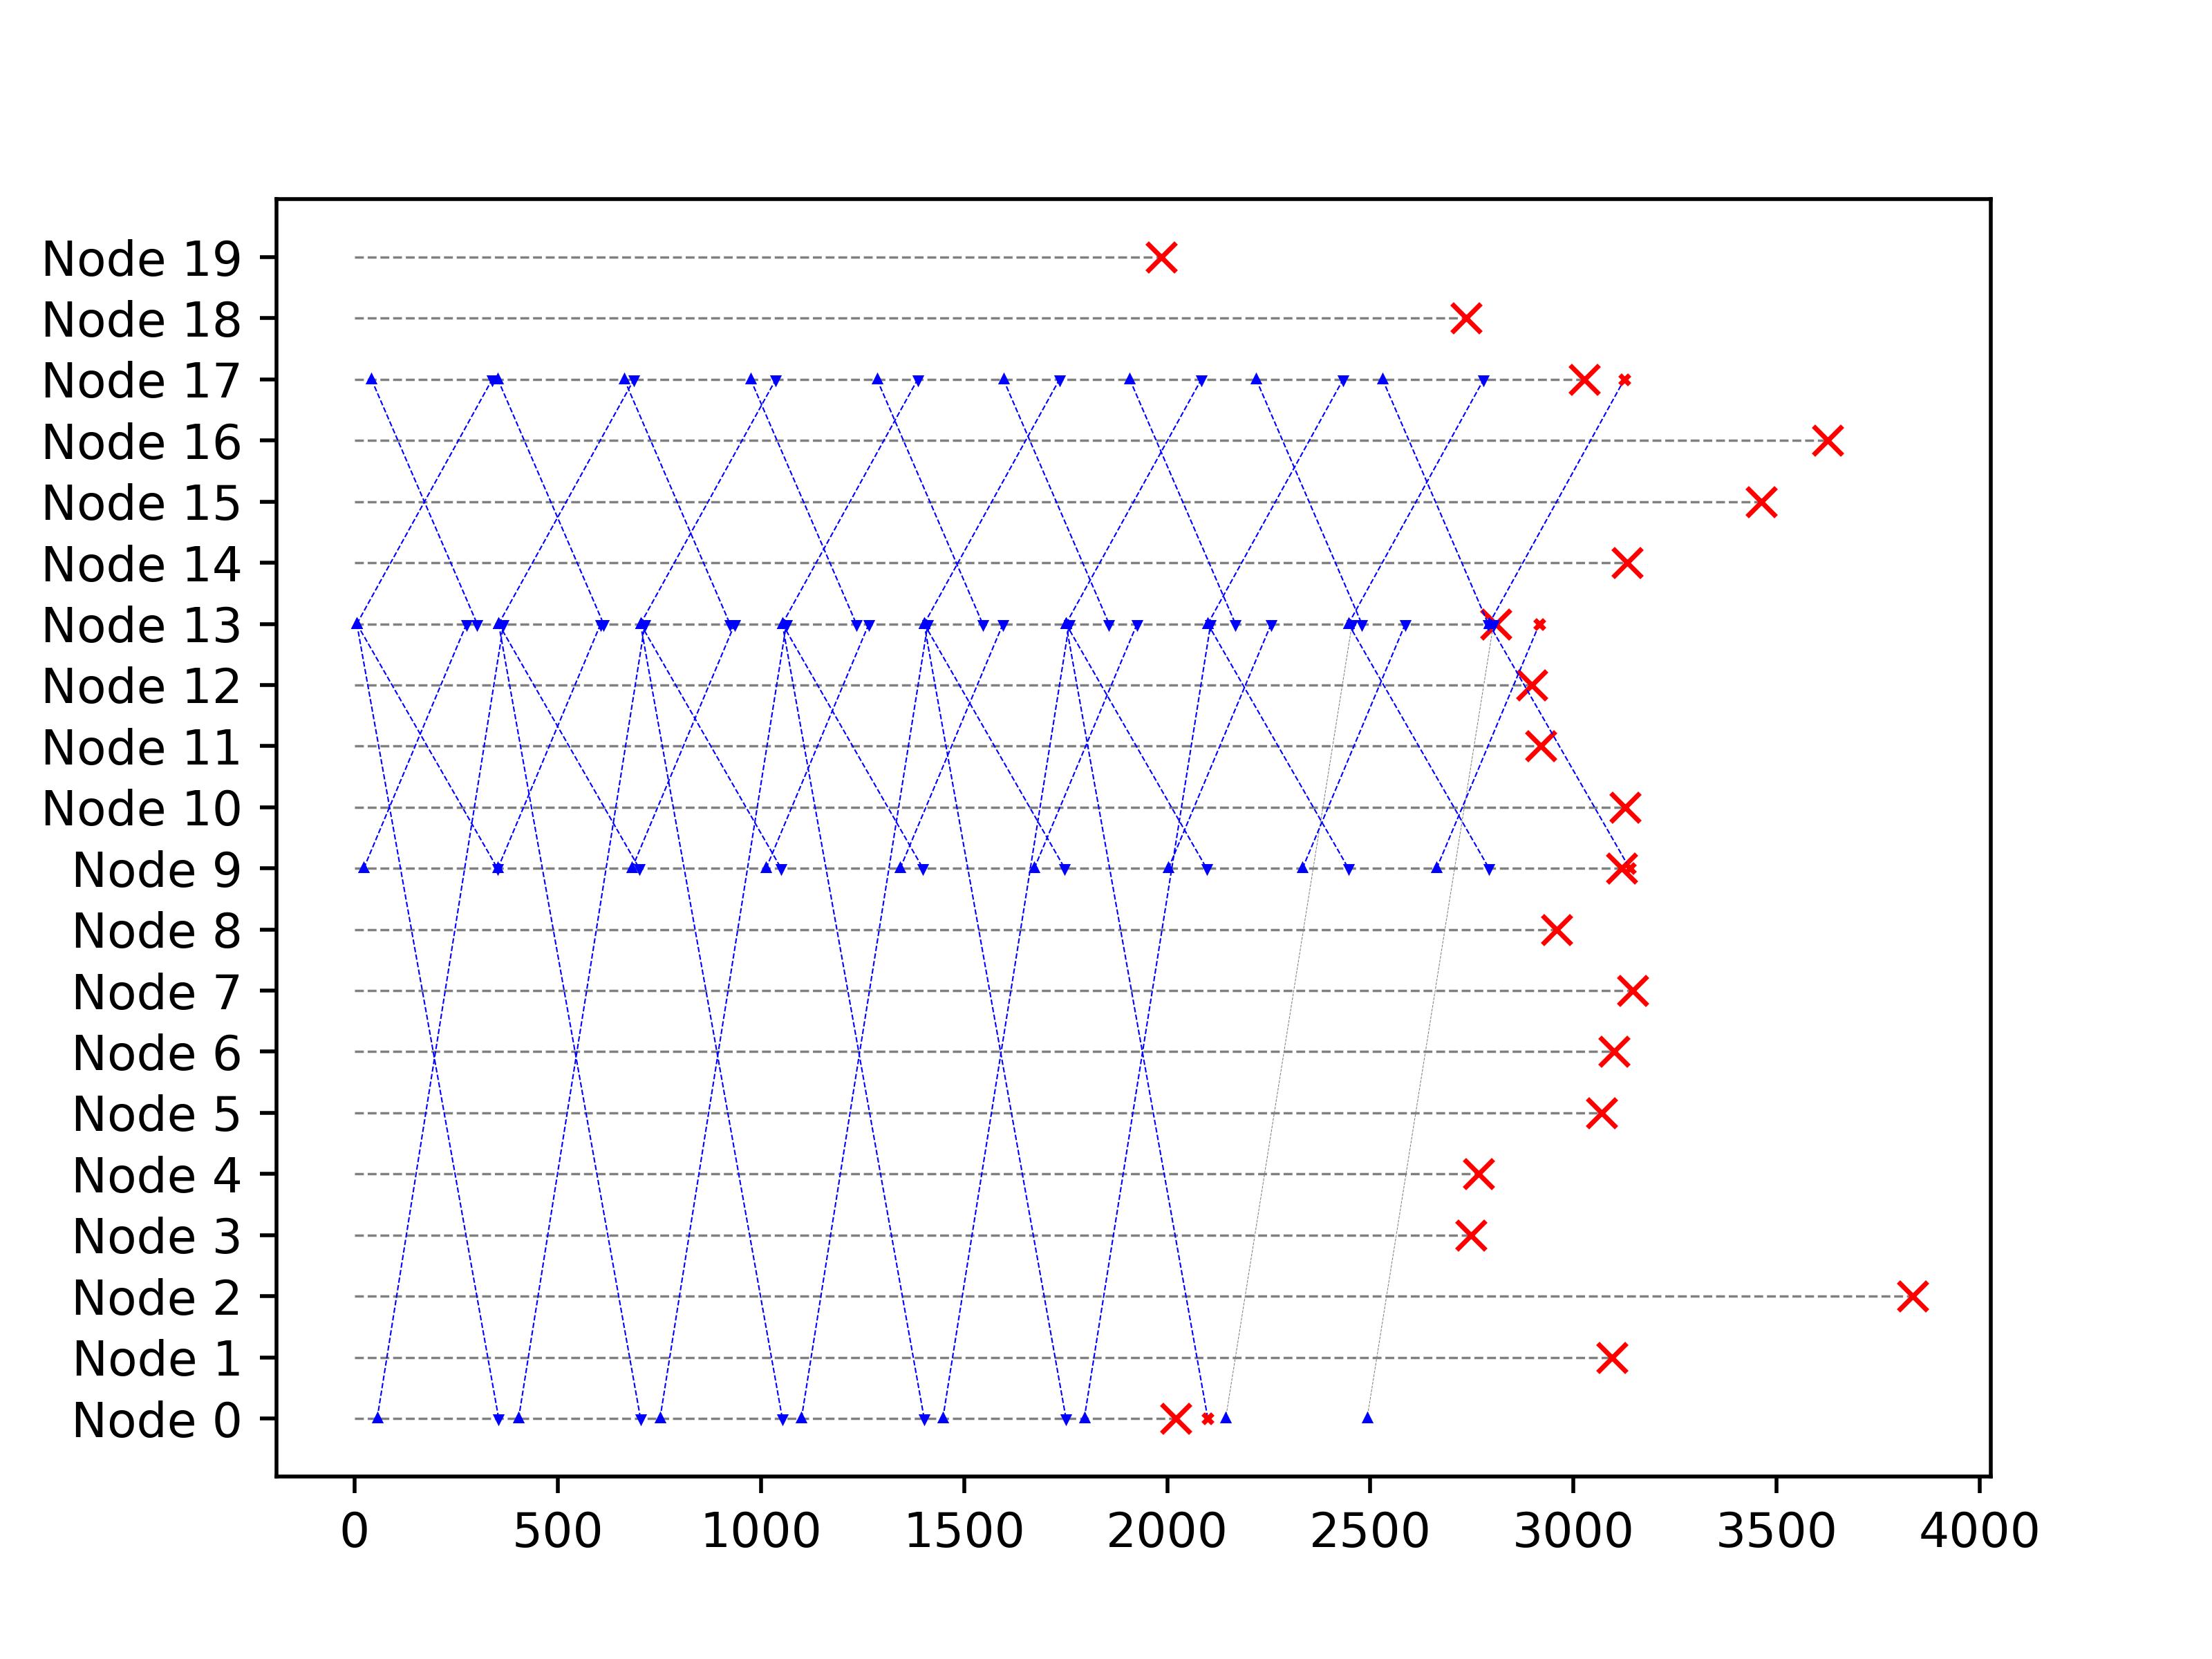 Node 19
Node 18
Node 17
Node 16
Node 15
Node 14
Node 13
Node 12
Node 11
Node 10
Node 9
Node 8
Node 7
Node 6
Node 5
Node 4
Node 3
Node 2
Node 1
Node 0
0 500 1000 1500 2000 2500 3000 3500 4000